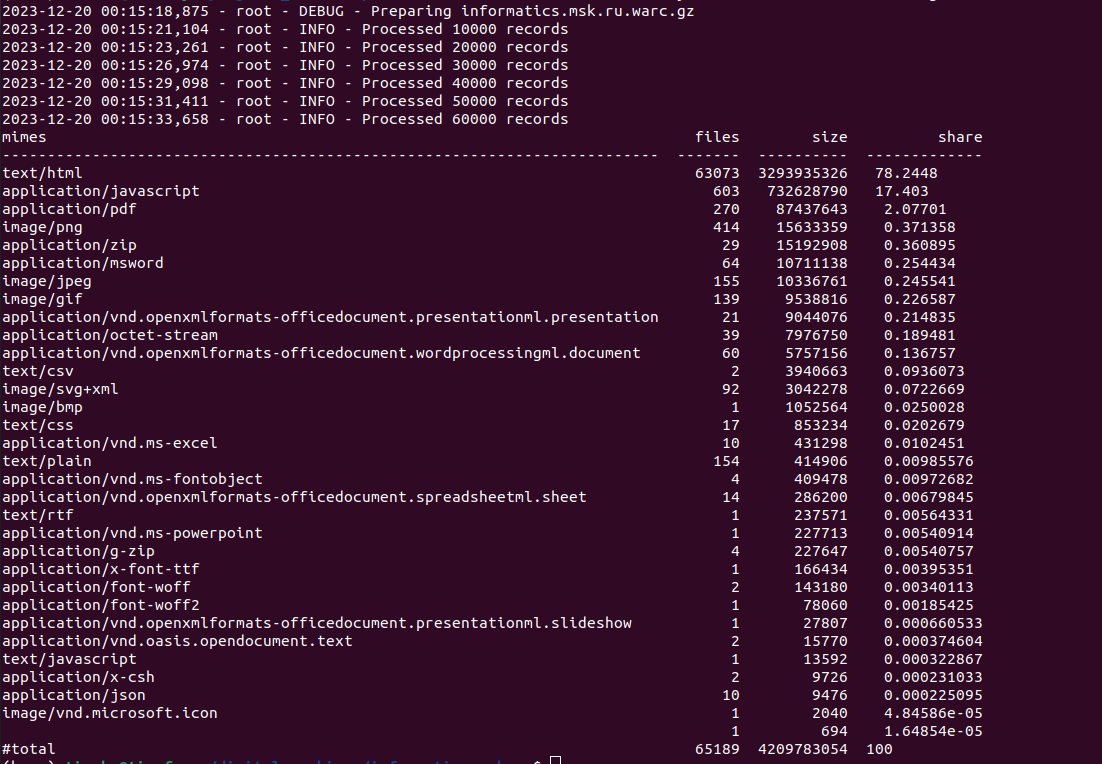 2023-12-20 00:15:18,875 - root - DEBUG - Preparing informatics.msk.ru.warc.gz
2023-12-20 00:15:21,104 - root - INFO - Processed 10000 records
2023-12-20 00:15:23,261 - root - INFO - Processed 20000 records
2023-12-20 00:15:26,974 - root - INFO - Processed 30000 records
2023-12-20 00:15:29,098 - root - INFO - Processed 40000 records
2023-12-20 00:15:31,411 - root - INFO - Processed 50000 records
2023-12-20 00:15:33,658 - root - INFO - Processed 60000 records
mimes files size share
------------------------------------------------------------------------- ------- ---------- -------------
text/html 63073 3293935326 78.2448
application/javascript 603 732628790 17.403
application/pdf 270 87437643 2.07701
image/png 414 15633359 0.371358
application/zip 29 15192908 0.360895
application/msword 64 10711138 0.254434
image/jpeg 155 10336761 0.245541
image/gif 139 9538816 0.226587
application/vnd.openxmlformats-officedocument.presentationml.presentation 21 9044076 0.214835
application/octet-stream 39 7976750 0.189481
application/vnd.openxmlformats-officedocument.wordprocessingml.document 60 5757156 0.136757
text/csv 2 3940663 0.0936073
image/svg+xml 92 3042278 0.0722669
image/bmp 1 1052564 0.0250028
text/css 17 853234 0.0202679
application/vnd.ms-excel 10 431298 0.0102451
text/plain 154 414906 0.00985576
application/vnd.ms-fontobject 4 409478 0.00972682
application/vnd.openxmlformats-officedocument.spreadsheetml.sheet 14 286200 0.00679845
text/rtf 1 237571 0.00564331
application/vnd.ms-powerpoint 1 227713 0.00540914
application/g-zip 4 227647 0.00540757
application/x-font-ttf 1 166434 0.00395351
application/font-woff 2 143180 0.00340113
application/font-woff2 1 78060 0.00185425
application/vnd.openxmlformats-officedocument.presentationml.slideshow 1 27807 0.000660533
application/vnd.oasis.opendocument.text 2 15770 0.000374604
text/javascript 1 13592 0.000322867
application/x-csh 2 9726 0.000231033
application/json 10 9476 0.000225095
image/vnd.microsoft.icon 1 2040 4.84586e-05
1 694 1.64854e-05
#total 65189 4209783054 100